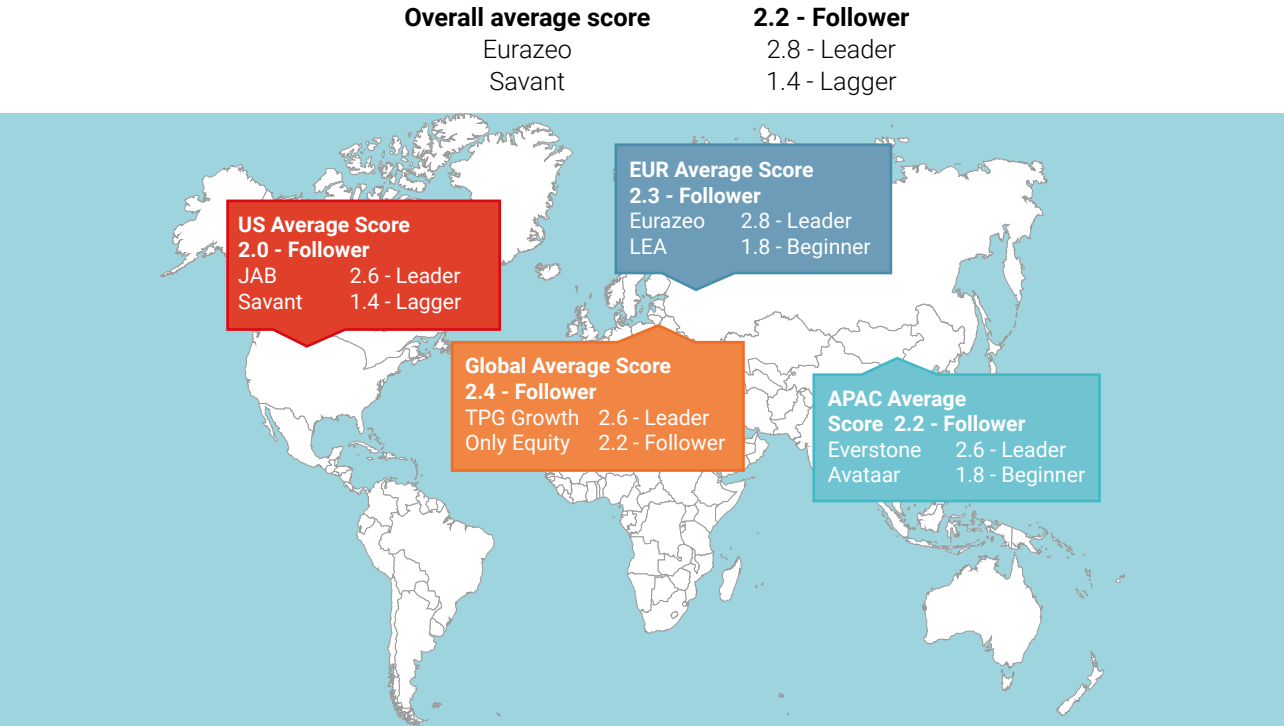 Overall average score 2.2 - Follower
Eurazeo 2.8 - Leader
Savant 1.4 - Lagger
EUR Average Score
2.3 - Follower
Eurazeo 2.8 - Leader
LEA 1.8 - Beginner
US Average Score
2.0 - Follower
JAB 2.6 - Leader
Savant 1.4 - Lagger
Global Average Score
2.4 - Follower
TPG Growth 2.6 - Leader
Only Equity 2.2 - Follower
APAC Average
Score 2.2 - Follower
Everstone 2.6 - Leader
Avataar 1.8 - Beginner